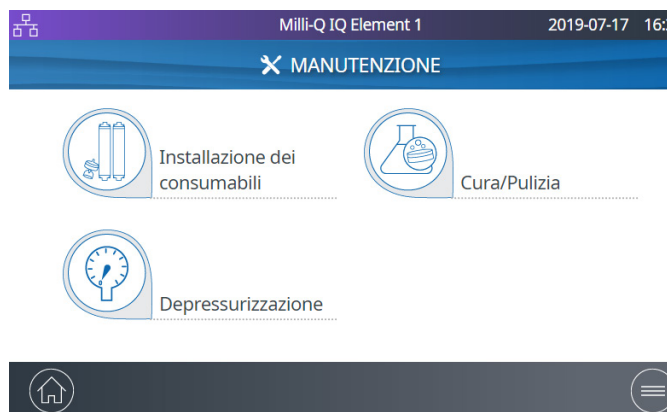 Milli-Q IQ Element 1 2019-07-17
MANUTENZIONE
Installazione dei
consumabili
Cura/Pulizia
Depressurizzazione